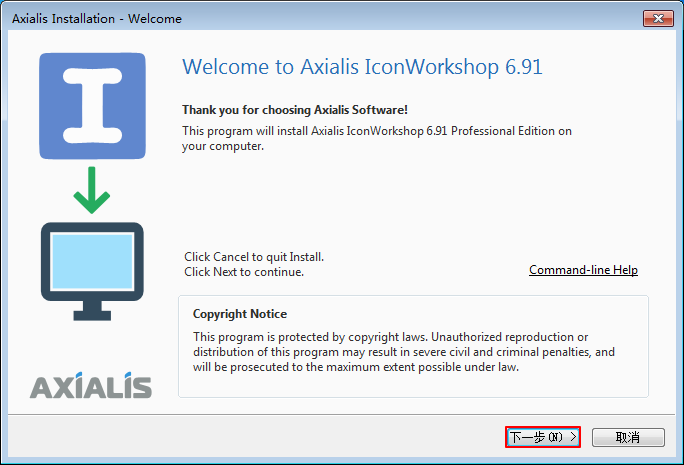 Axialis Installation - Welcome
Welcome to Axialis IconWorkshop 6.91
Thank you for choosing Axialis Software!
This program will install Axialis IconWorkshop 6.91 Professional Edition on
your computer.
Click Cancel to quit Install.
Click Next to continue.
Command-line Help
Copyright Notice
This program is protected by copyright laws. Unauthorized reproduction or
distribution of this program may result in severe civil and criminal penalties, and
will be prosecuted to the maximum extent possible under law.
AXIALIS
下一步(N) >
取消